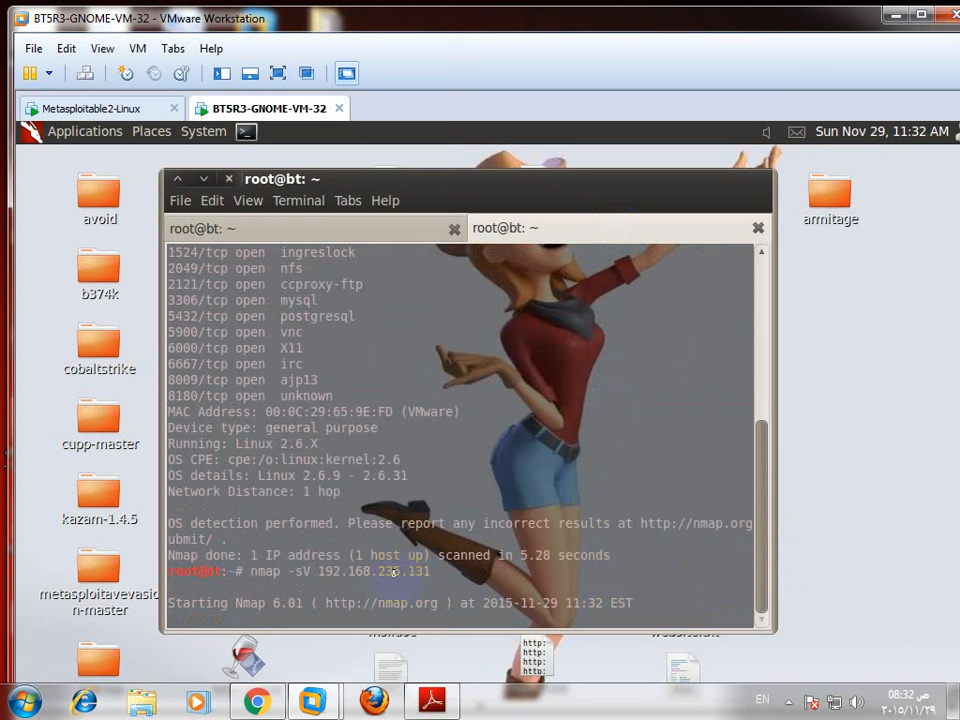 BT5R3-GNOME-VM-32 - VMware Workstation
File Edit View VM Tabs Help
Metasploitable2-Linux
BT5R3-GNOME-VM-32
Applications Places System
Sun Nov 29, 11:32 AM
root@bt: ~
File Edit View Terminal Tabs Help
root@bt: ~
root@bt: ~
1524/tcp open ingreslock
2049/tcp open nfs
2121/tcp open ccproxy-ftp
3306/tcp open mysql
5432/tcp open postgresql
5900/tcp open vnc
6000/tcp open X11
6667/tcp open irc
8009/tcp open ajp13
8180/tcp open unknown
MAC Address: 00:0C:29:65:9E:FD (VMware)
Device type: general purpose
Running: Linux 2.6.X
OS CPE: cpe:/o:linux:kernel:2.6
OS details: Linux 2.6.9 - 2.6.31
Network Distance: 1 hop
OS detection performed. Please report any incorrect results at http://nmap.org
ubmit/ .
Nmap done: 1 IP address (1 host up) scanned in 5.28 seconds
root@bt:~# nmap -sV 192.168.235.131
Starting Nmap 6.01 ( http://nmap.org ) at 2015-11-29 11:32 EST
avoid
b374k
cobaltstrike
cupp-master
kazam-1.4.5
metasploitavevasio
n-master
armitage
http:
http:
http:
http:
EN
08:32 ص
٢٠١٥/١١/٢٩